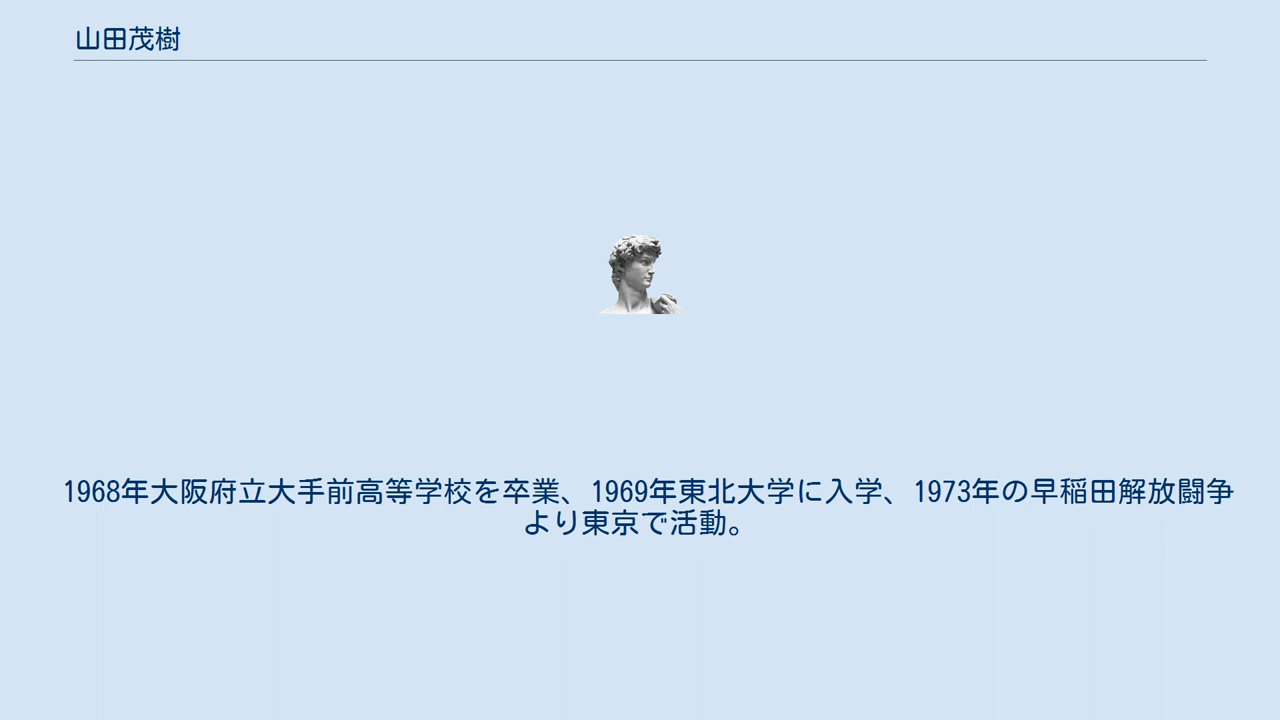 山田茂樹
1968年大阪府立大手前高等学校を卒業、1969年東北大学に入学、1973年の早稲田解放闘争
より東京で活動。